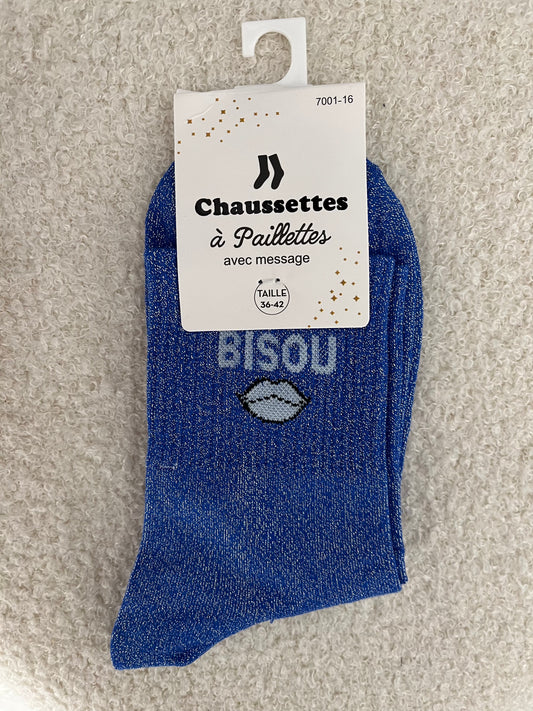 7001-16
Chaussettes
à Paillettes
avec message
TAILLE
36-42
BISOU